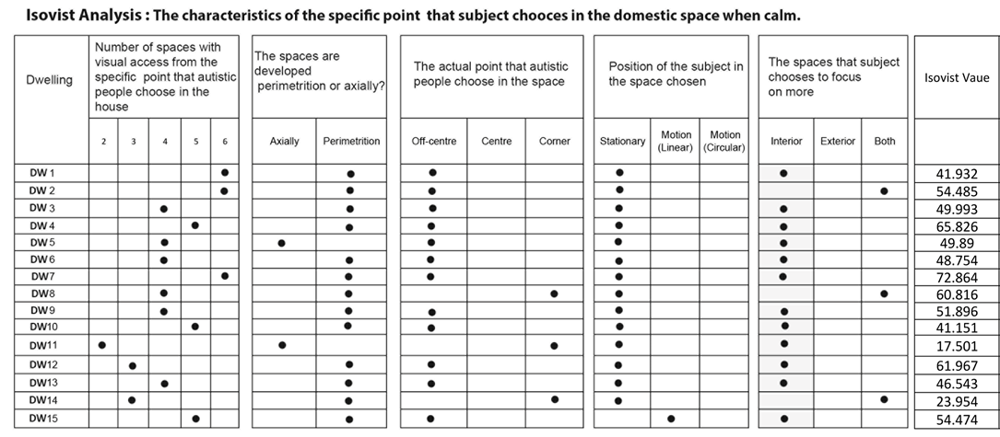 Isovist Analysis : The characteristics of the specific point that subject chooces in the domestic space when calm.
Dwelling
Number of spaces with
visual access from the
specific point that autistic
people choose in the
house
The spaces are
developed
perimetrition or axially?
The actual point that autistic
people choose in the space
Position of the subject in
the space chosen
The spaces that subject
chooses to focus
on more
Isovist Vaue
2 3 4 5 6 Axially Perimetrition Off-centre Centre Corner Stationary Motion (Linear) Motion (Circular) Interior Exterior Both
DW 1 41.932
DW 2 54.485
DW 3 49.993
DW 4 65.826
DW 5 49.89
DW6 48.754
DW7 72.864
DW8 60.816
DW9 51.896
DW10 41.151
DW11 17.501
DW12 61.967
DW13 46.543
DW14 23.954
DW15 54.474